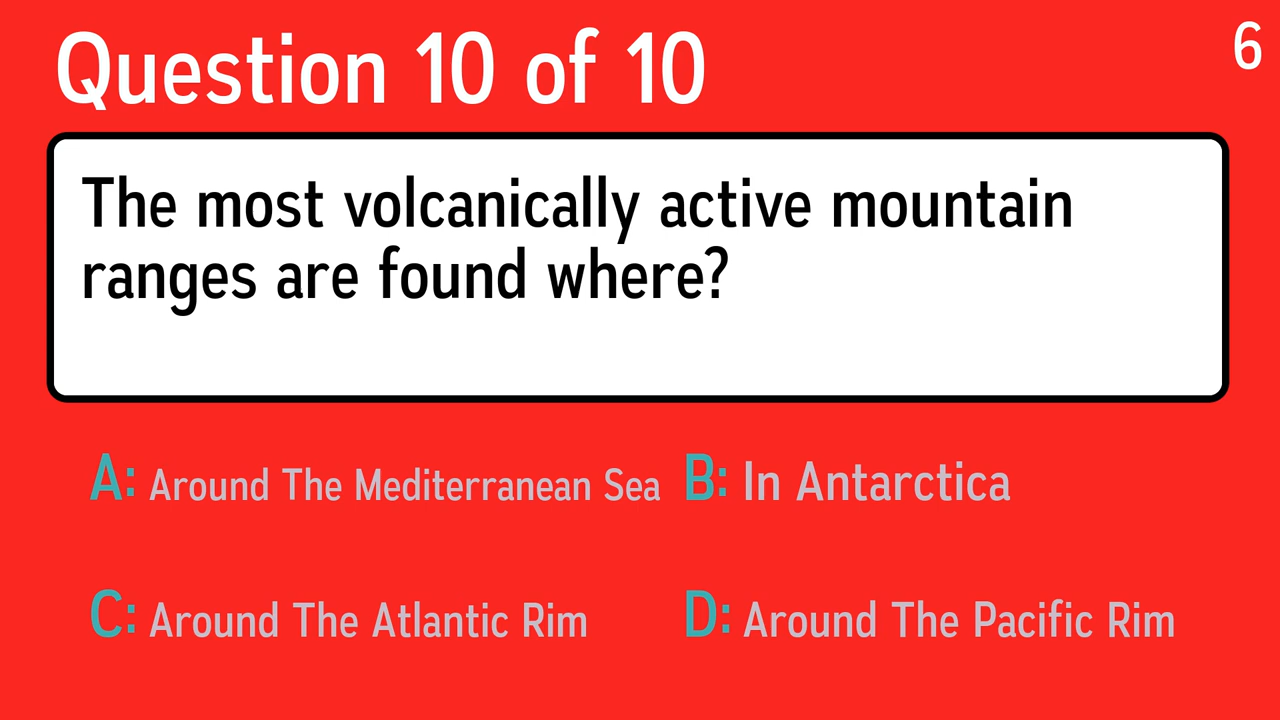 Question 10 of 10
6
The most volcanically active mountain
ranges are found where?
A: Around The Mediterranean Sea
B: In Antarctica
C: Around The Atlantic Rim
D: Around The Pacific Rim